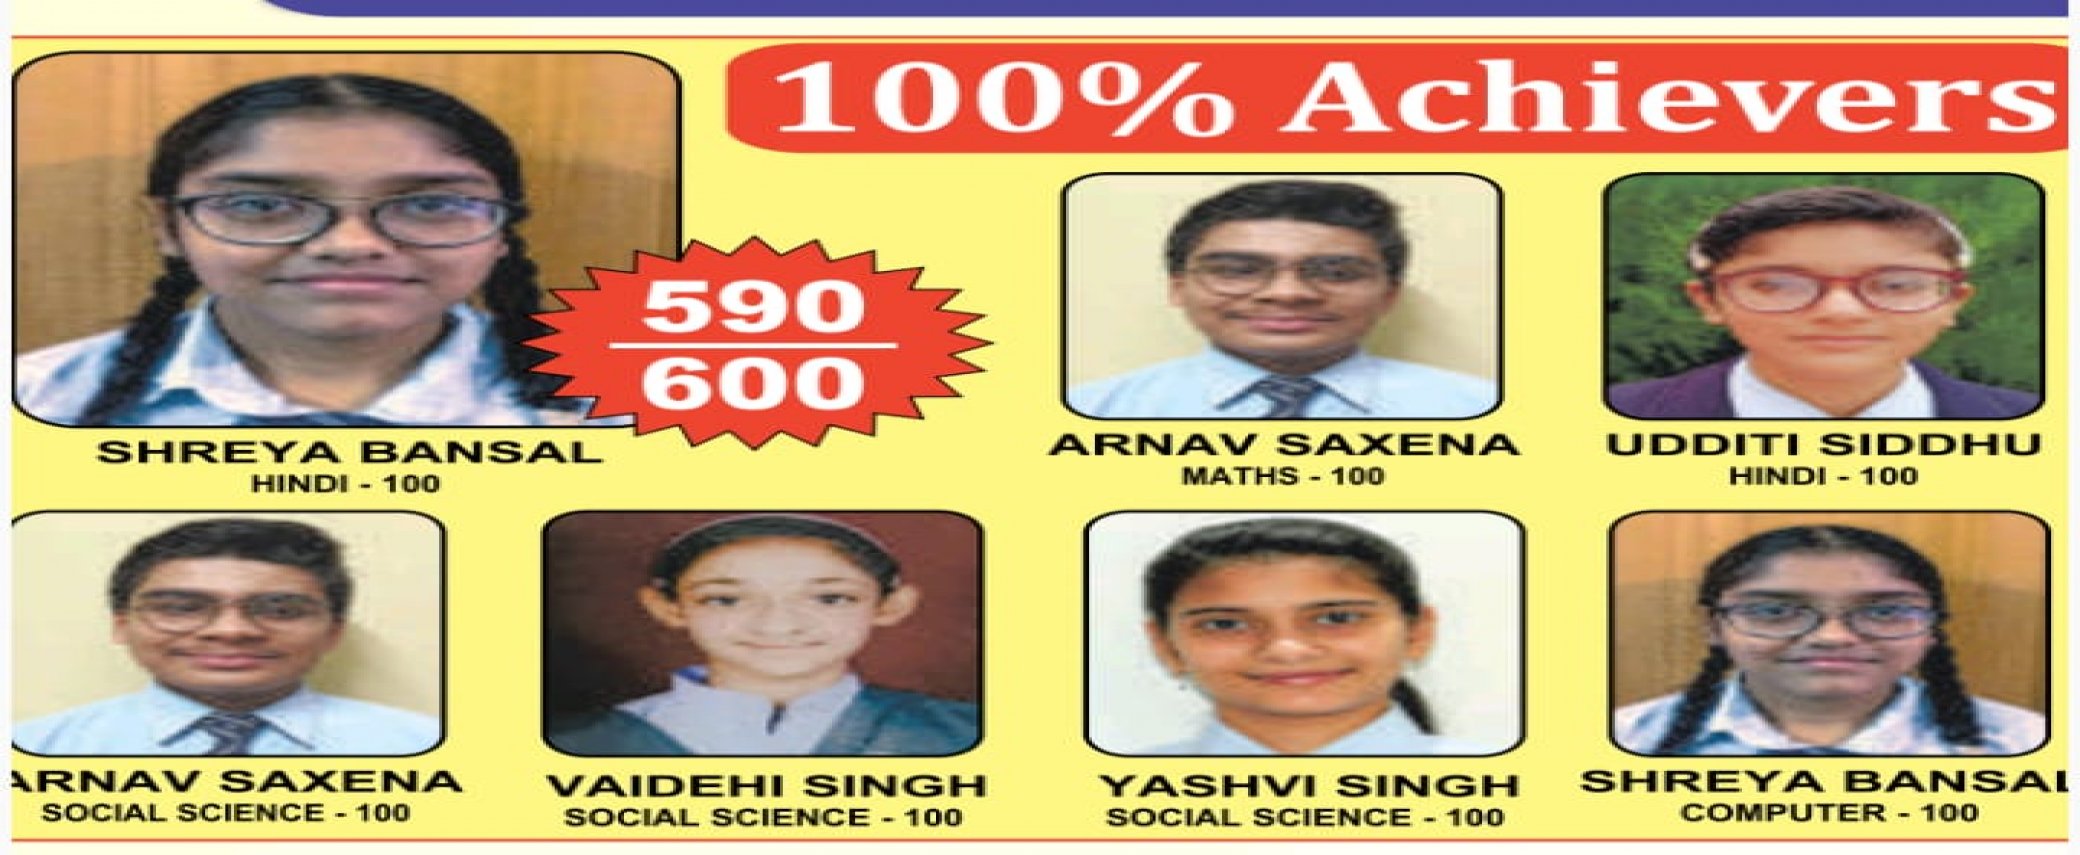 100% Achievers
590
600
SHREYA BANSAL
HINDI - 100
ARNAV SAXENA
MATHS - 100
UDDITI SIDDHU
HINDI - 100
ARNAV SAXENA
SOCIAL SCIENCE - 100
VAIDEHI SINGH
SOCIAL SCIENCE - 100
YASHVI SINGH
SOCIAL SCIENCE - 100
SHREYA BANSAL
COMPUTER - 100